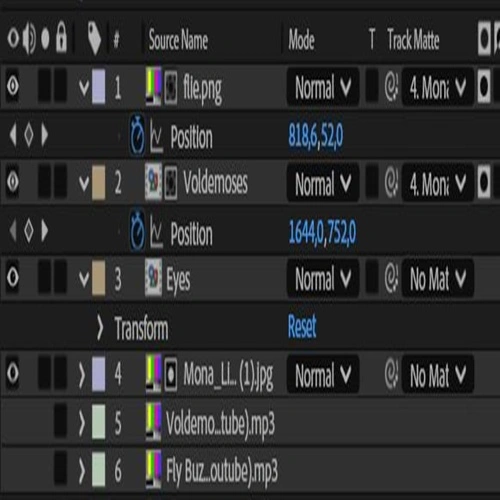 # Source Name Mode T Track Matte
1 flie.png Normal 4. Mona
Position 818,6,52,0
2 Voldemoses Normal 4. Mona
Position 1644,0,752,0
3 Eyes Normal No Mat
Transform Reset
4 Mona_Li... (1).jpg Normal No Mat
5 Voldemo...tube).mp3
6 Fly Buz...outube).mp3